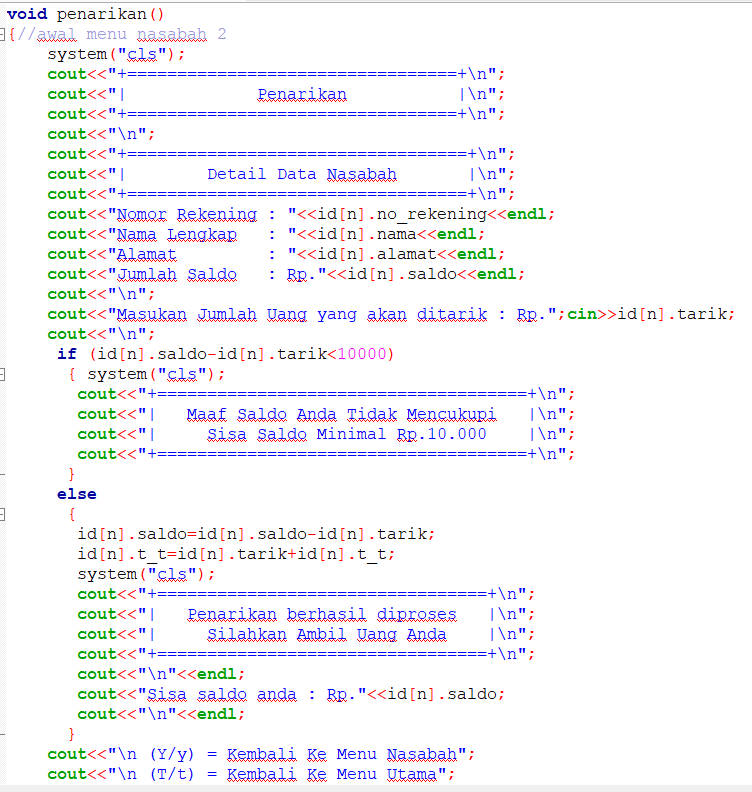 void penarikan()
{//awal menu nasabah 2
    system("cls");
    cout<<"+=================================+\n";
    cout<<"|             Penarikan           |\n";
    cout<<"+=================================+\n";
    cout<<"\n";
    cout<<"+==================================+\n";
    cout<<"|        Detail Data Nasabah       |\n";
    cout<<"+==================================+\n";
    cout<<"Nomor Rekening : "<<id[n].no_rekening<<endl;
    cout<<"Nama Lengkap   : "<<id[n].nama<<endl;
    cout<<"Alamat         : "<<id[n].alamat<<endl;
    cout<<"Jumlah Saldo   : Rp."<<id[n].saldo<<endl;
    cout<<"\n";
    cout<<"Masukan Jumlah Uang yang akan ditarik : Rp.";cin>>id[n].tarik;
    cout<<"\n";
     if (id[n].saldo-id[n].tarik<10000)
      { system("cls");
       cout<<"+=====================================+\n";
       cout<<"|   Maaf Saldo Anda Tidak Mencukupi   |\n";
       cout<<"|     Sisa Saldo Minimal Rp.10.000    |\n";
       cout<<"+=====================================+\n";
      }
     else
      {
       id[n].saldo=id[n].saldo-id[n].tarik;
       id[n].t_t=id[n].tarik+id[n].t_t;
       system("cls");
       cout<<"+=================================+\n";
       cout<<"|   Penarikan berhasil diproses   |\n";
       cout<<"|     Silahkan Ambil Uang Anda    |\n";
       cout<<"+=================================+\n";
       cout<<"\n"<<endl;
       cout<<"Sisa saldo anda : Rp."<<id[n].saldo;
       cout<<"\n"<<endl;
      }
    cout<<"\n (Y/y) = Kembali Ke Menu Nasabah";
    cout<<"\n (T/t) = Kembali Ke Menu Utama";